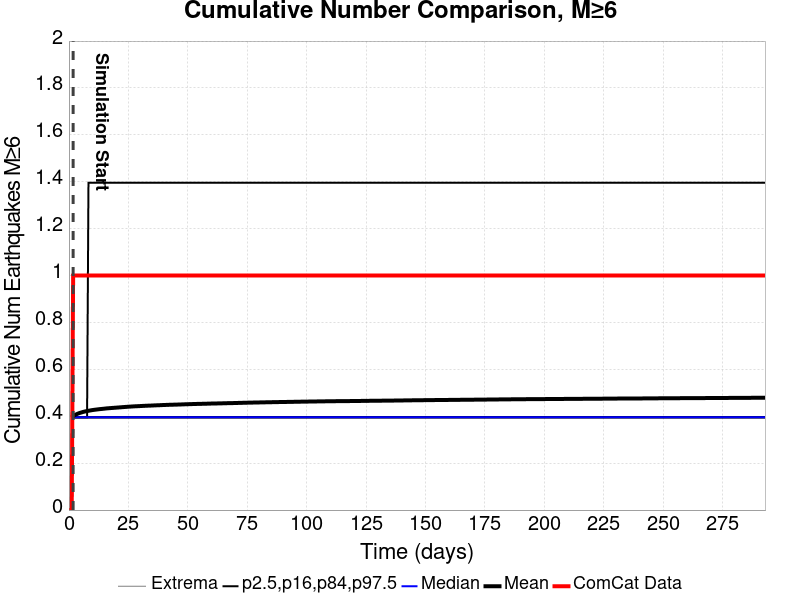 Cumulative Number Comparison, M≥6
Cumulative Num Earthquakes M≥6
2
1.8
1.6
1.4
1.2
1
0.8
0.6
0.4
0.2
0
Simulation Start
0 25 50 75 100 125 150 175 200 225 250 275
Time (days)
Extrema p2.5,p16,p84,p97.5 Median Mean ComCat Data